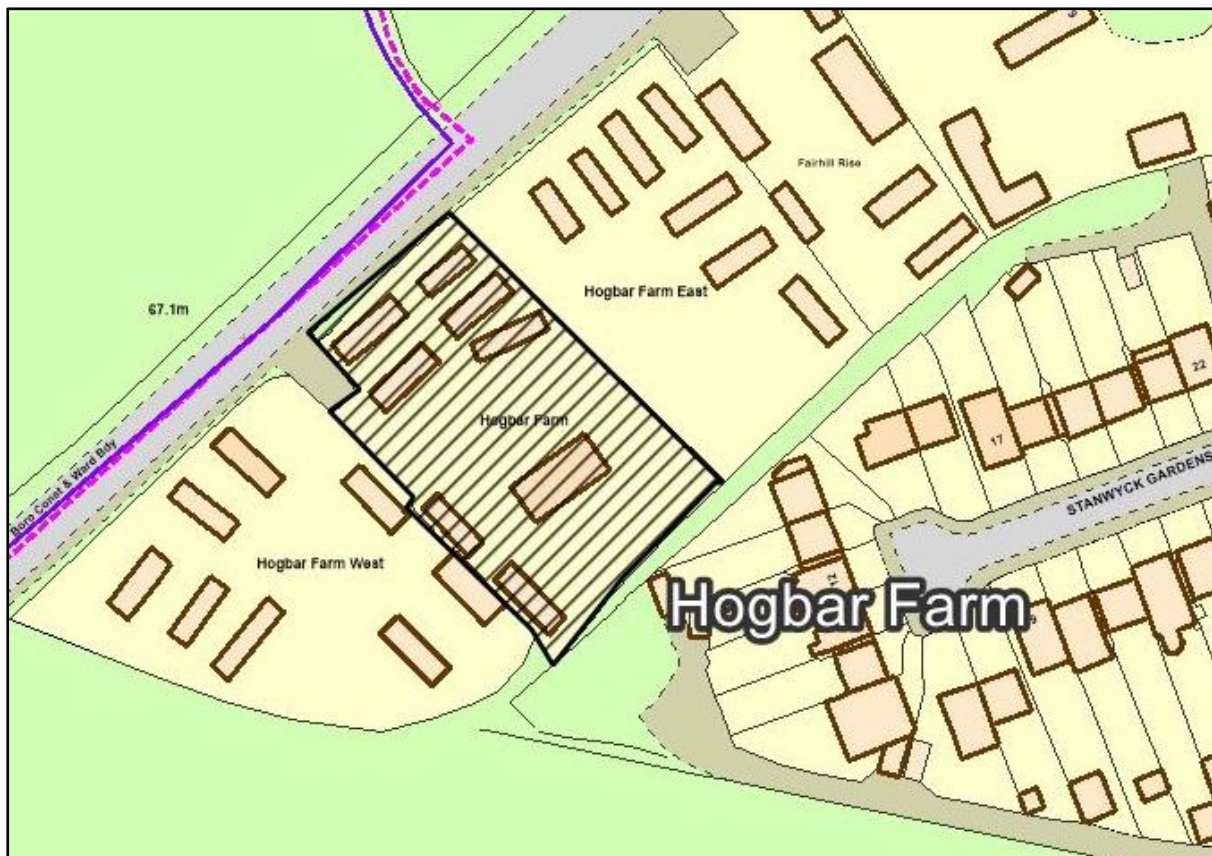 Fairhill Rise
Hogbar Farm East
67.1m
22
Hogbar Farm
17
Boro Const & Ward Bdy
STANWYCK GARDENS
Hogbar Farm West
12
Hogbar Farm